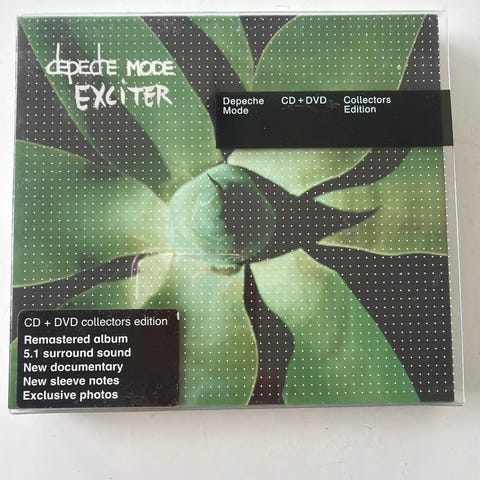 depeche MODE
EXCITER
Depeche
Mode
CD + DVD
Collectors
Edition
CD + DVD collectors edition
Remastered album
5.1 surround sound
New documentary
New sleeve notes
Exclusive photos